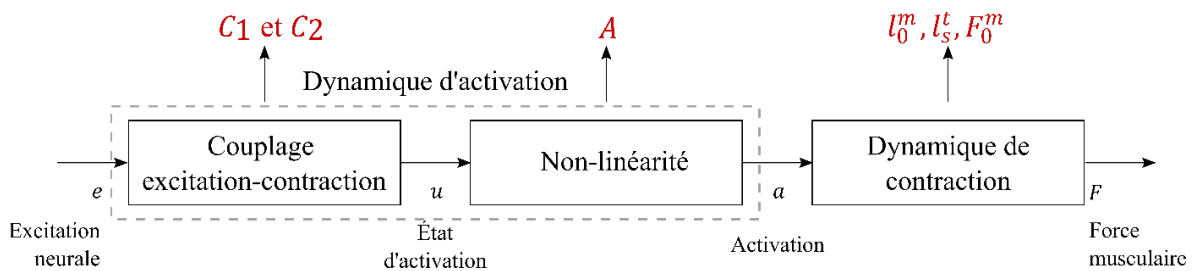 C1 et C2
A
l₀ᵐ, lₛᵗ, F₀ᵐ
Dynamique d'activation
Couplage
excitation-contraction
Non-linéarité
Dynamique de
contraction
e
u
a
F
Excitation
neurale
État
d'activation
Activation
Force
musculaire